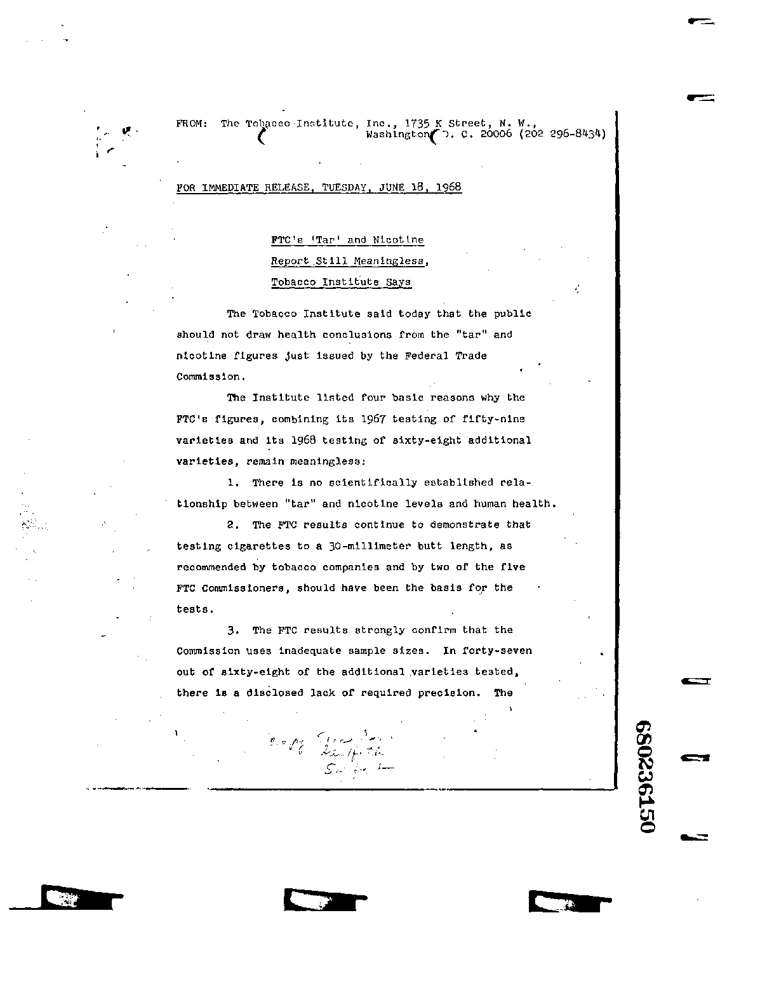 FROM: The Tobacco Institute, Inc., 1735 K Street, N. W.,
Washington D. C. 20006 (202 296-8434)
FOR IMMEDIATE RELEASE, TUESDAY, JUNE 18, 1968
FTC's 'Tar' and Nicotine
Report Still Meaningless,
Tobacco Institute Says
The Tobacco Institute said today that the public
should not draw health conclusions from the "tar" and
nicotine figures just issued by the Federal Trade
Commission.
The Institute listed four basic reasons why the
FTC's figures, combining its 1967 testing of fifty-nine
varieties and its 1968 testing of sixty-eight additional
varieties, remain meaningless:
1. There is no scientifically established rela-
tionship between "tar" and nicotine levels and human health.
2. The FTC results continue to demonstrate that
testing cigarettes to a 30-millimeter butt length, as
recommended by tobacco companies and by two of the five
FTC Commissioners, should have been the basis for the
tests.
3. The FTC results strongly confirm that the
Commission uses inadequate sample sizes. In forty-seven
out of sixty-eight of the additional varieties tested,
there is a disclosed lack of required precision. The
680236150